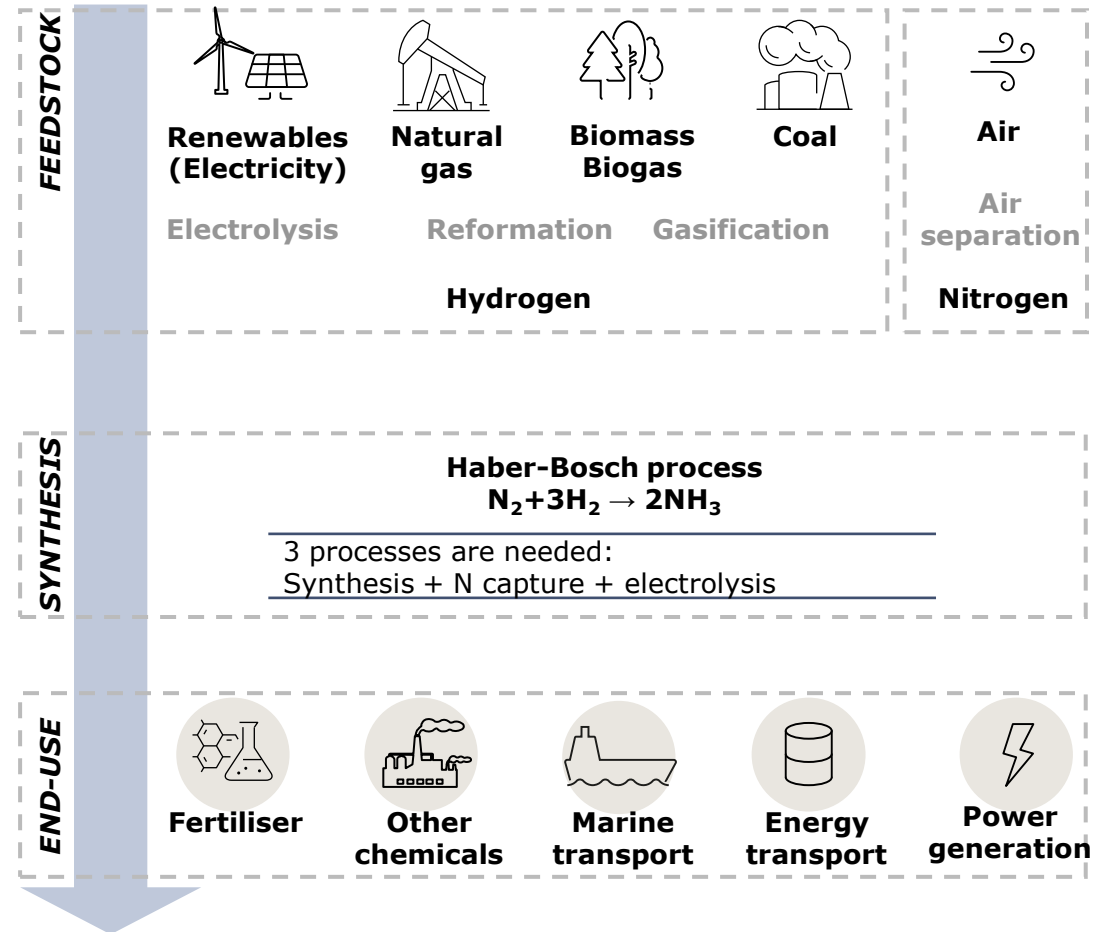 FEEDSTOCK
Renewables
(Electricity)
Natural
gas
Biomass
Biogas
Coal
Air
Electrolysis
Reformation
Gasification
Air
separation
Hydrogen
Nitrogen
SYNTHESIS
Haber-Bosch process
N₂+3H₂ → 2NH₃
3 processes are needed:
Synthesis + N capture + electrolysis
END-USE
Fertiliser
Other
chemicals
Marine
transport
Energy
transport
Power
generation